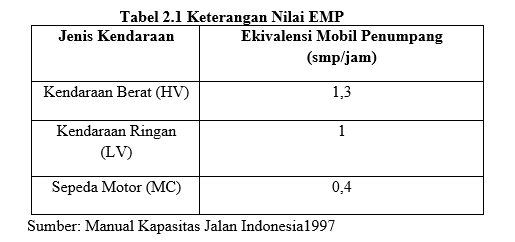 Tabel 2.1 Keterangan Nilai EMP
Jenis Kendaraan
Ekivalensi Mobil Penumpang
(smp/jam)
Kendaraan Berat (HV)
1,3
Kendaraan Ringan
(LV)
1
Sepeda Motor (MC)
0,4
Sumber: Manual Kapasitas Jalan Indonesia1997